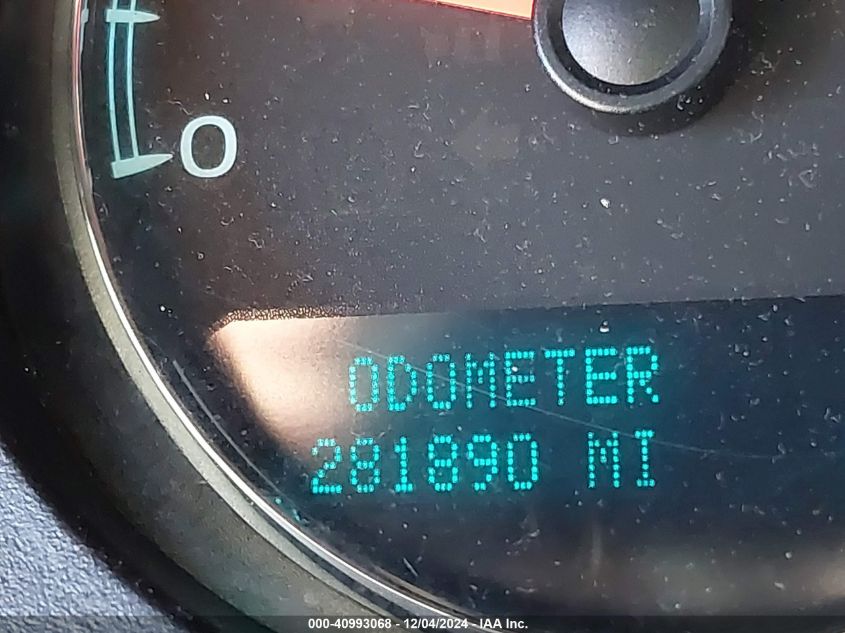 0
ODOMETER
281890 MI
000-40993068 - 12/04/2024 - IAA Inc.